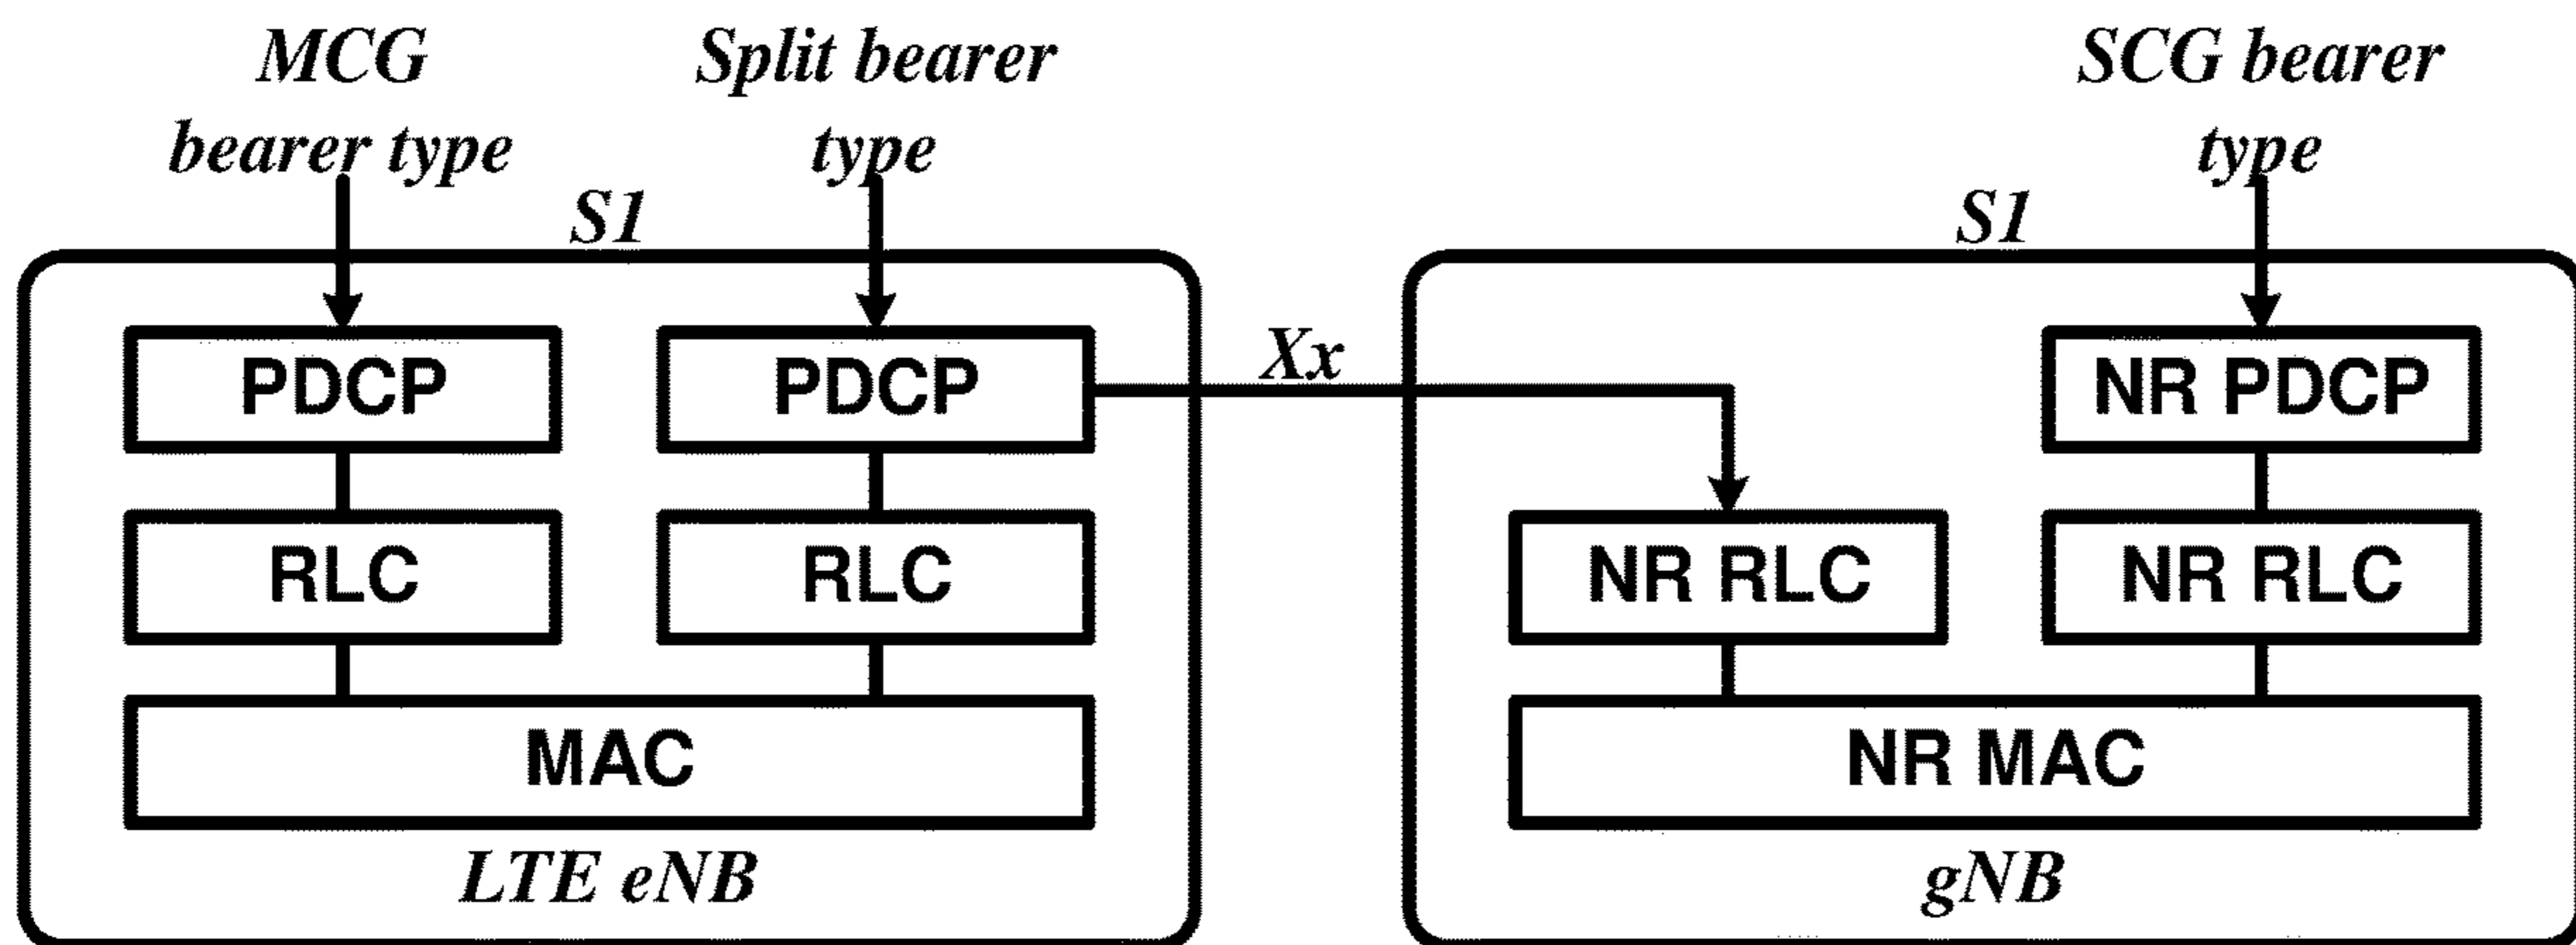 MCG
bearer type
Split bearer
type
SCG bearer
type
S1
S1
Xx
PDCP
PDCP
NR PDCP
RLC
RLC
NR RLC
NR RLC
MAC
NR MAC
LTE eNB
gNB